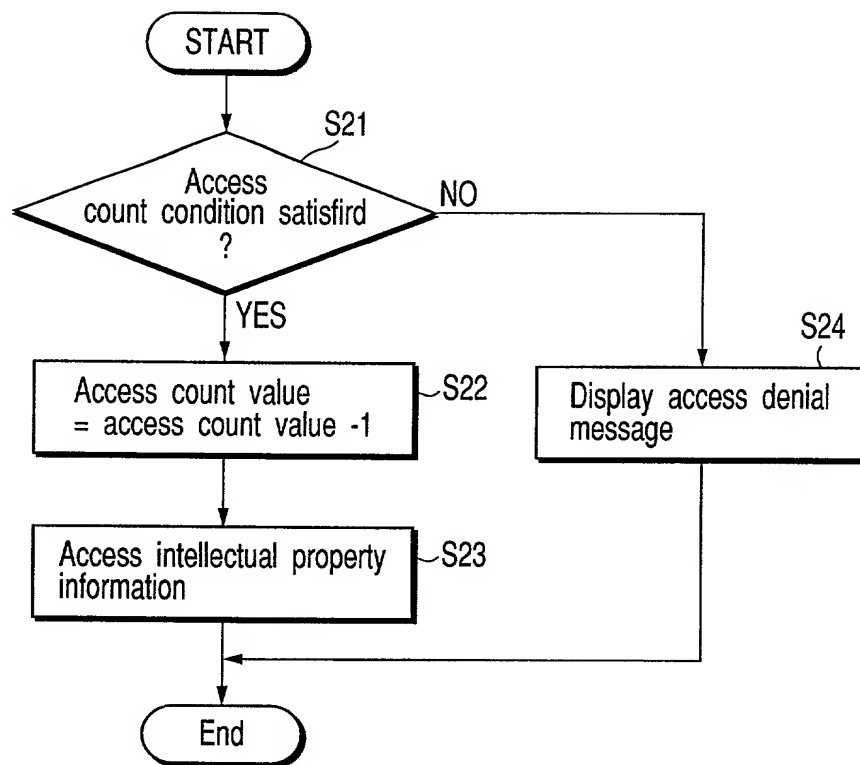 START
S21
Access
count condition satisfird
?
NO
YES
S24
Access count value
= access count value -1
S22
Display access denial
message
Access intellectual property
information
S23
End